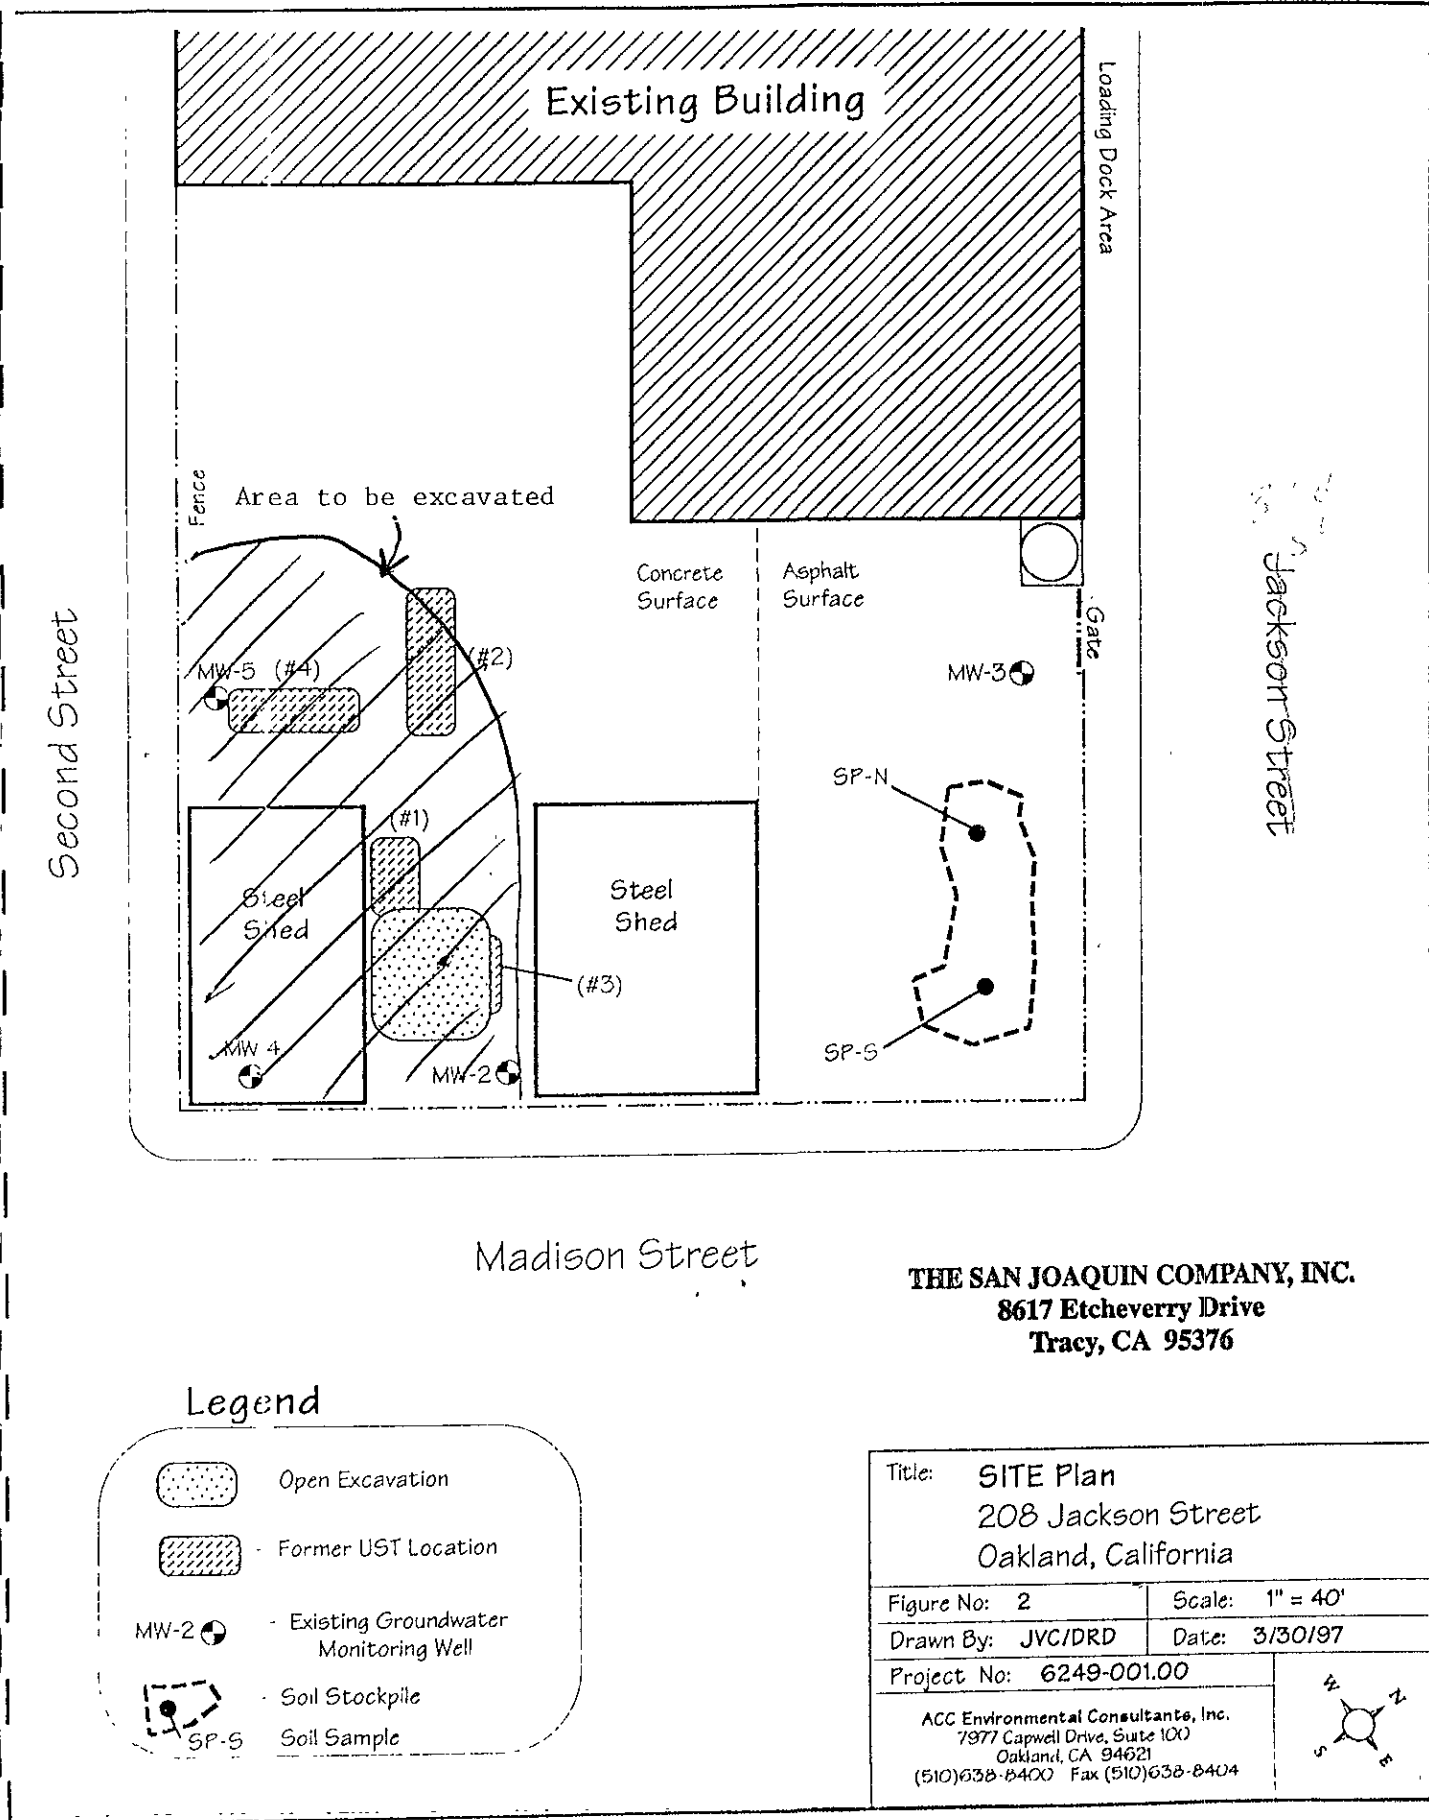 Existing Building
Loading Dock Area
Fence
Area to be excavated
Concrete
Surface
Asphalt
Surface
Gate
Second Street
Jackson Street
MW-5 (#4)
(#2)
MW-3
SP-N
(#1)
Steel
Shed
Steel
Shed
(#3)
SP-S
MW 4
MW-2
Madison Street
THE SAN JOAQUIN COMPANY, INC.
8617 Etcheverry Drive
Tracy, CA 95376
Legend
Open Excavation
- Former UST Location
MW-2 - Existing Groundwater
Monitoring Well
- Soil Stockpile
SP-S Soil Sample
Title: SITE Plan
208 Jackson Street
Oakland, California
Figure No: 2 Scale: 1" = 40'
Drawn By: JVC/DRD Date: 3/30/97
Project No: 6249-001.00
ACC Environmental Consultants, Inc.
7977 Capwell Drive, Suite 100
Oakland, CA 94621
(510)638-8400 Fax (510)638-8404
W N
S E